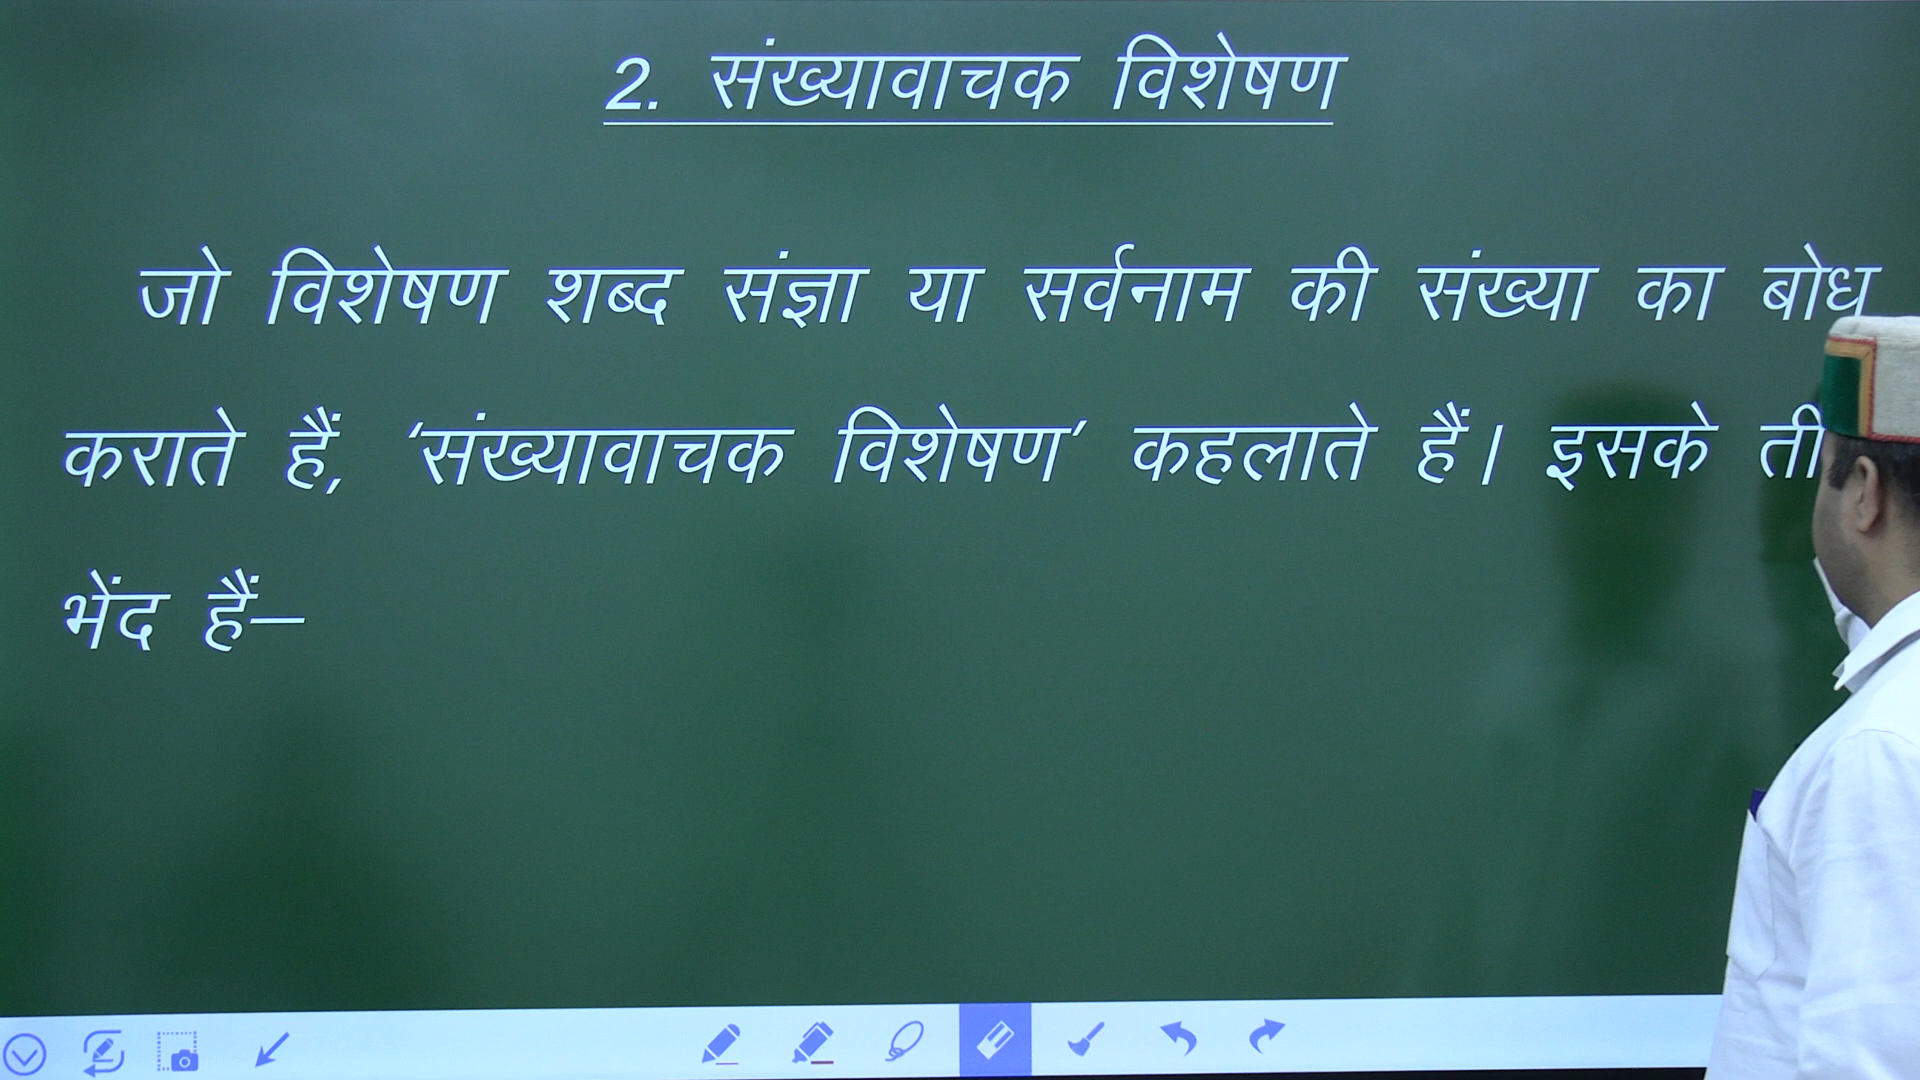 2. संख्यावाचक विशेषण
जो विशेषण शब्द संज्ञा या सर्वनाम की संख्या का बोध
कराते हैं, ‘संख्यावाचक विशेषण’ कहलाते हैं। इसके
भेंद हैं–